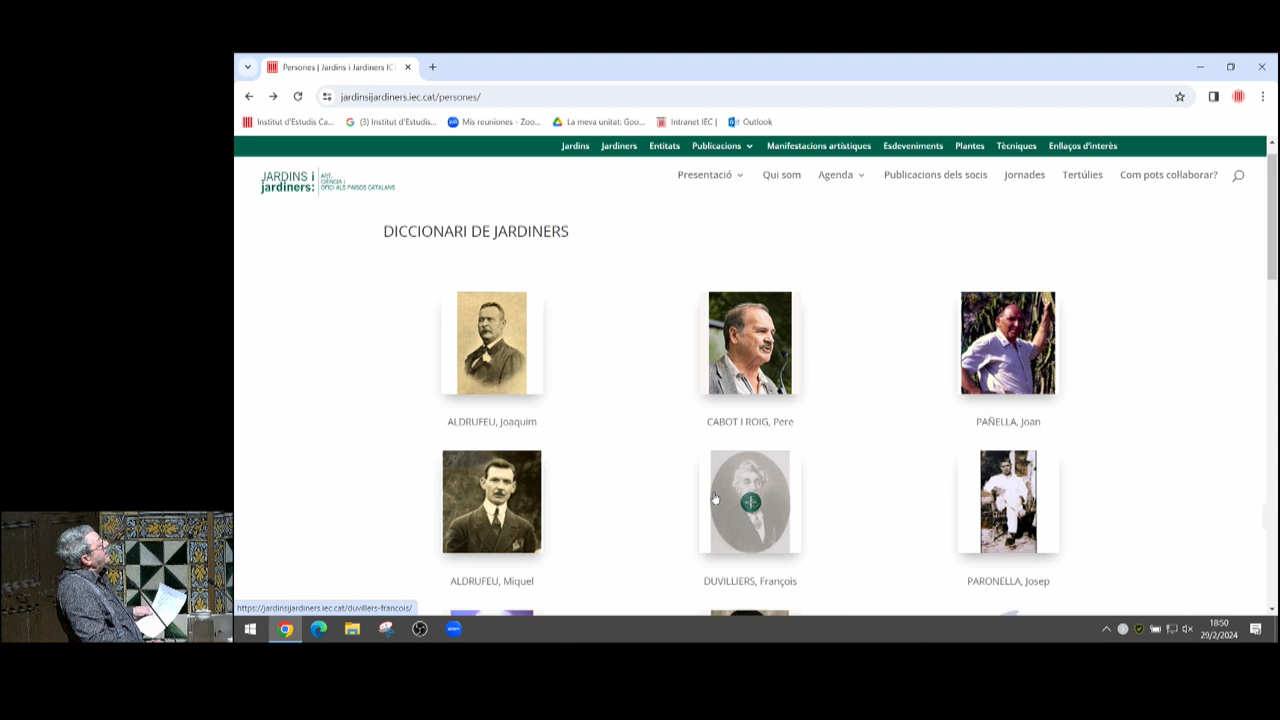 Persones | Jardins i Jardiners IC
jardinsijardiners.iec.cat/persones/
Institut d'Estudis Ca...
(3) Institut d'Estudis...
Mis reuniones - Zoo...
La meva unitat: Goo...
Intranet IEC |
Outlook
Jardins Jardiners Entitats Publicacions Manifestacions artístiques Esdeveniments Plantes Tècniques Enllaços d'interès
JARDINS i
jardiners:
ART,
CIÈNCIA I
OFICI ALS PAÏSOS CATALANS
Presentació Qui som Agenda Publicacions dels socis Jornades Tertúlies Com pots collaborar?
DICCIONARI DE JARDINERS
ALDRUFEU, Joaquim
CABOT I ROIG, Pere
PAÑELLA, Joan
ALDRUFEU, Miquel
DUVILLIERS, François
PARONELLA, Josep
https://jardinsijardiners.iec.cat/duvillers-francois/
18:50
29/2/2024